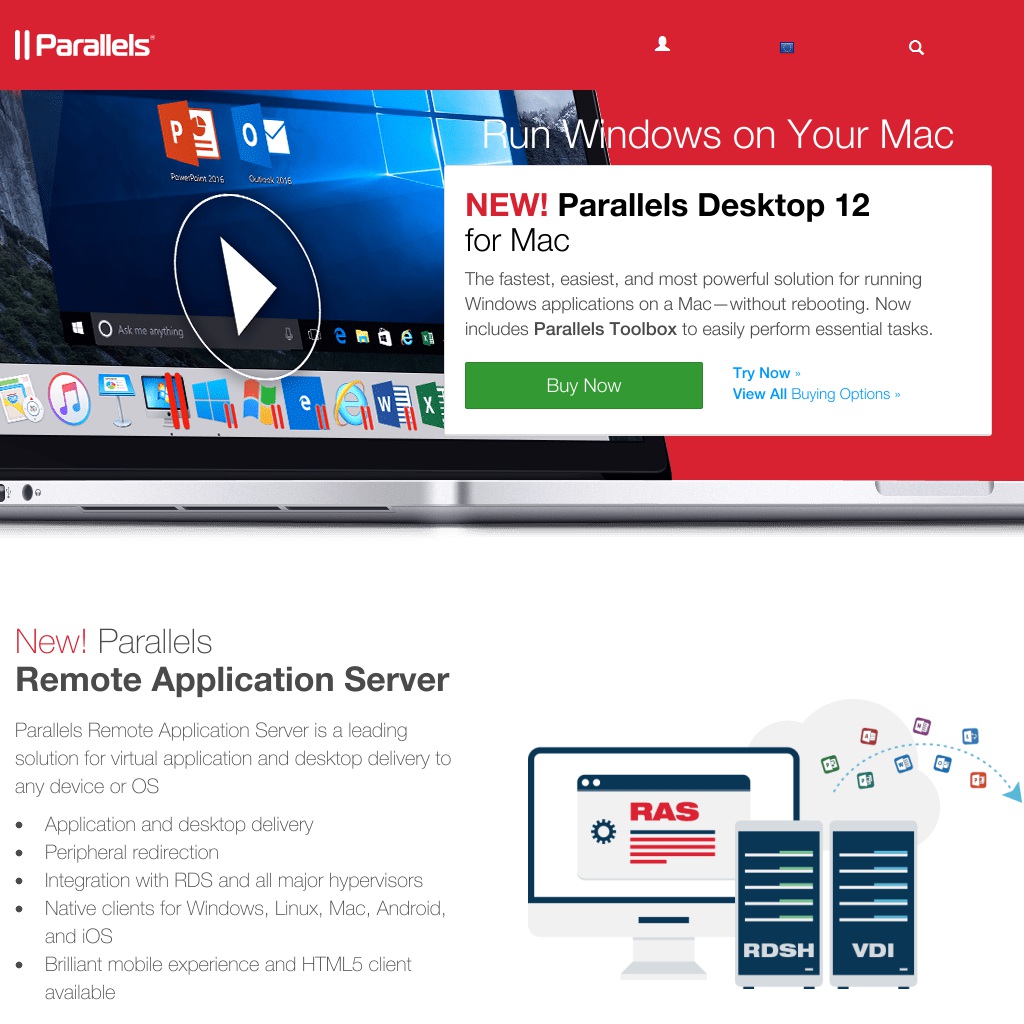 Parallels®
Run Windows on Your Mac
PowerPoint 2016
Outlook 2016
NEW! Parallels Desktop 12
for Mac
The fastest, easiest, and most powerful solution for running
Windows applications on a Mac—without rebooting. Now
includes Parallels Toolbox to easily perform essential tasks.
Ask me anything
Buy Now
Try Now »
View All Buying Options »
New! Parallels
Remote Application Server
Parallels Remote Application Server is a leading
solution for virtual application and desktop delivery to
any device or OS
• Application and desktop delivery
• Peripheral redirection
• Integration with RDS and all major hypervisors
• Native clients for Windows, Linux, Mac, Android,
and iOS
• Brilliant mobile experience and HTML5 client
available
RAS
RDSH
VDI